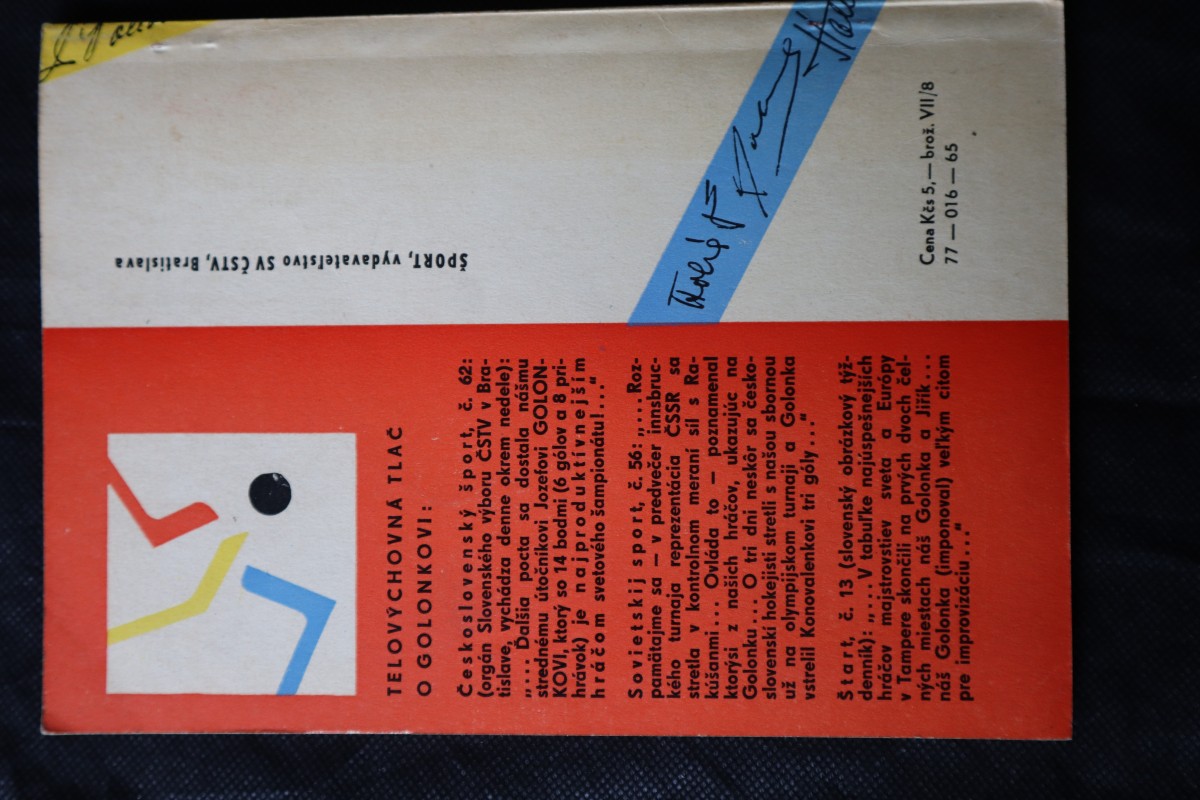 TELOVÝCHOVNÁ TLAČ
O GOLONKOVI:
Československý šport, č. 62:
(orgán Slovenského výboru ČSTV v Bra-
tislave, vychádza denne okrem nedele):
„... Ďalšia pocta sa dostala nášmu
strednému útočníkovi Jozefovi GOLON-
KOVI, ktorý so 14 bodmi (6 gólov a 8 pri-
hrávok) je najproduktívnejším
hráčom svetového šampionátu!..."
Sovietskij sport, č. 56: „... Roz-
pamätajme sa — v predvečer innsbruc-
kého turnaja reprezentácia ČSSR sa
stretla v kontrolnom meraní síl s Ra-
kúšanmi... Ovláda to — poznamenal
ktorýsi z našich hráčov, ukazujúc na
Golonku... O tri dni neskôr sa česko-
slovenskí hokejisti stretli s našou sbornou
už na olympijskom turnaji a Golonka
vstrelil Konovalenkovi tri góly..."
Štart, č. 13 (slovenský obrázkový týž-
denník): „... V tabuľke najúspešnejších
hráčov majstrovstiev sveta a Európy
v Tampere skončili na prvých dvoch čel-
ných miestach náš Golonka a Jiřík...
náš Golonka (imponoval) veľkým citom
pre improvizáciu..."
ŠPORT, vydavateľstvo SV ČSTV, Bratislava
Cena Kčs 5,— brož. VII/8
77 — 016 — 65